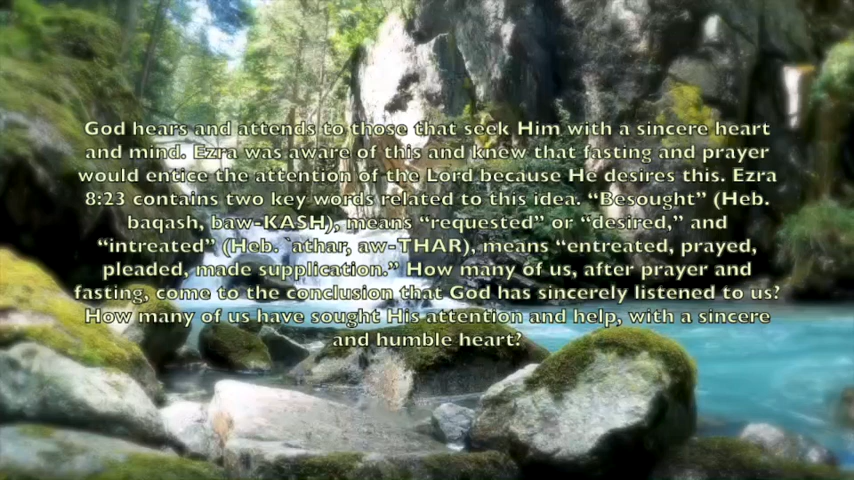 God hears and attends to those that seek Him with a sincere heart
and mind. Ezra was aware of this and knew that fasting and prayer
would entice the attention of the Lord because He desires this. Ezra
8:23 contains two key words related to this idea. “Besought” (Heb.
baqash, baw-KASH), means “requested” or “desired,” and
“intreated” (Heb. `athar, aw-THAR), means “entreated, prayed,
pleaded, made supplication.” How many of us, after prayer and
fasting, come to the conclusion that God has sincerely listened to us?
How many of us have sought His attention and help, with a sincere
and humble heart?